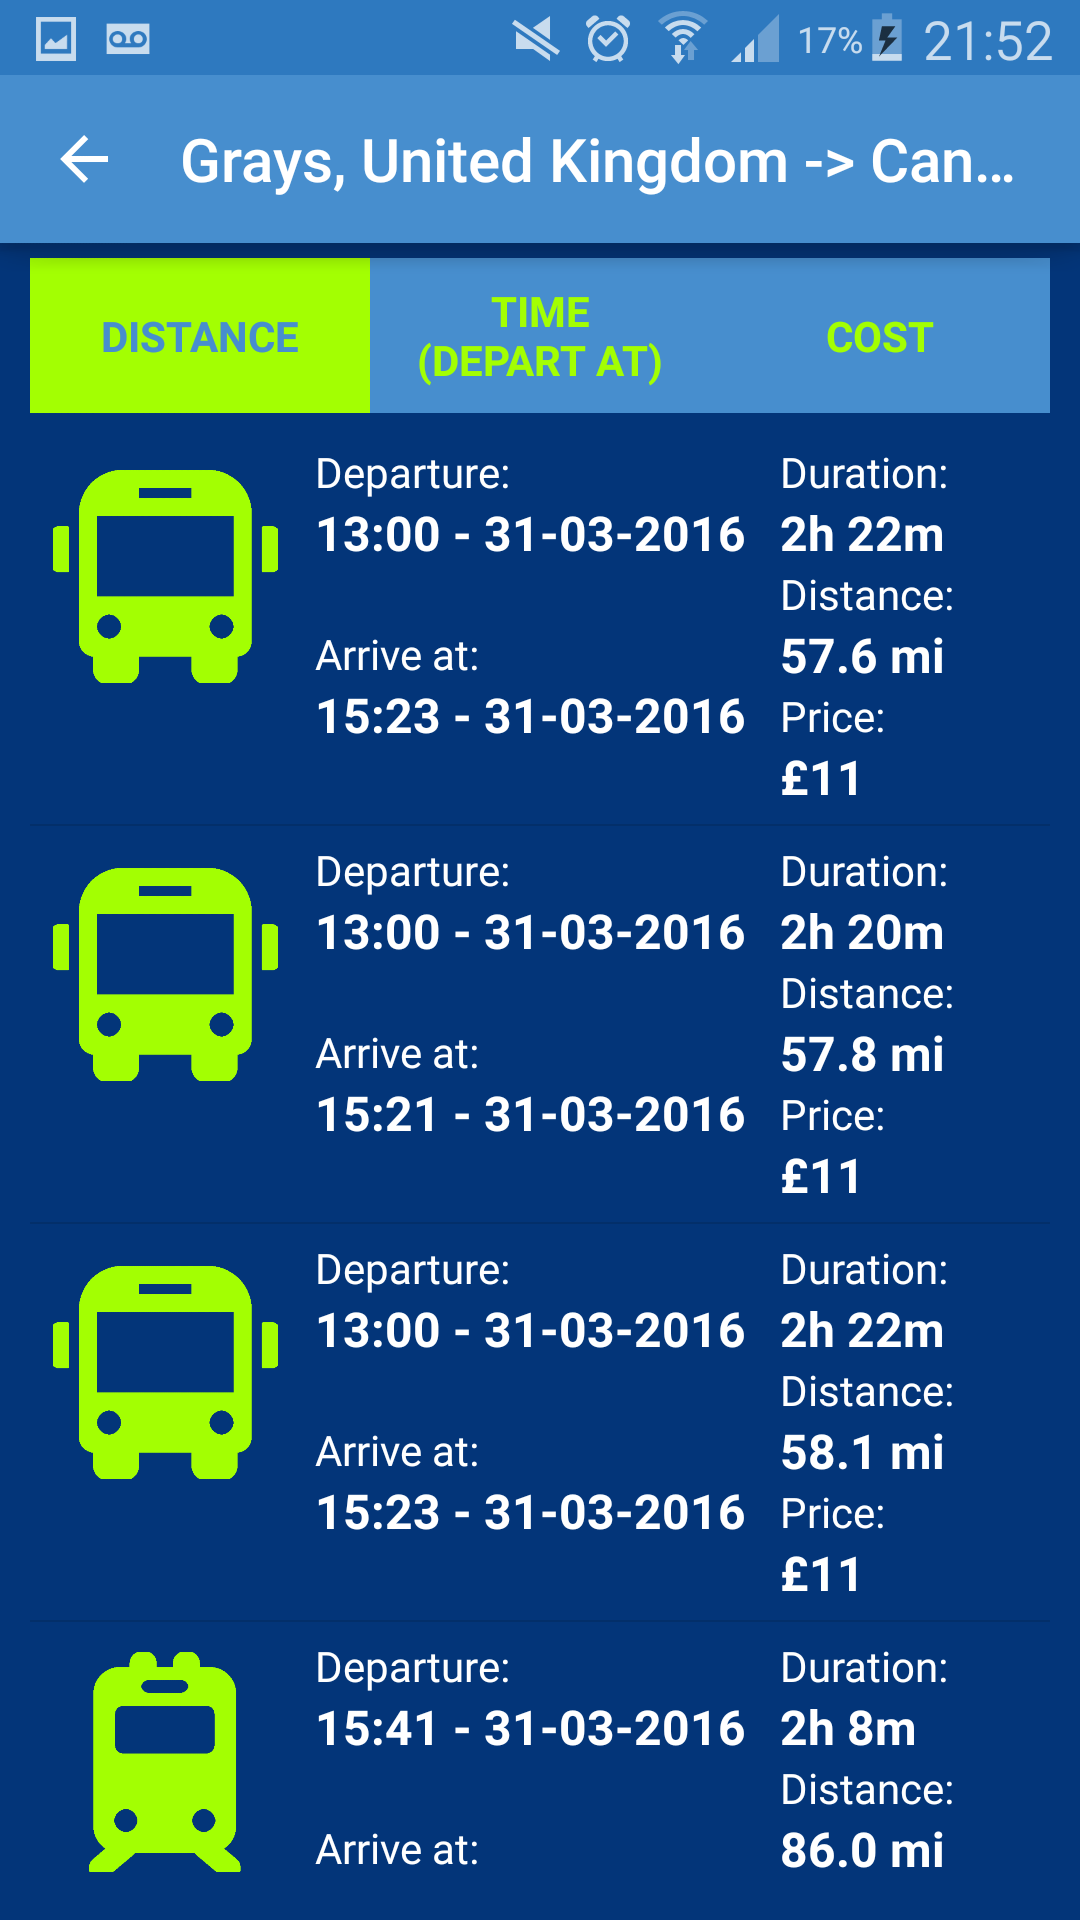 17% 21:52
Grays, United Kingdom -> Can...
DISTANCE
TIME
(DEPART AT)
COST
Departure:
13:00 - 31-03-2016
Arrive at:
15:23 - 31-03-2016
Duration:
2h 22m
Distance:
57.6 mi
Price:
£11
Departure:
13:00 - 31-03-2016
Arrive at:
15:21 - 31-03-2016
Duration:
2h 20m
Distance:
57.8 mi
Price:
£11
Departure:
13:00 - 31-03-2016
Arrive at:
15:23 - 31-03-2016
Duration:
2h 22m
Distance:
58.1 mi
Price:
£11
Departure:
15:41 - 31-03-2016
Arrive at:
Duration:
2h 8m
Distance:
86.0 mi